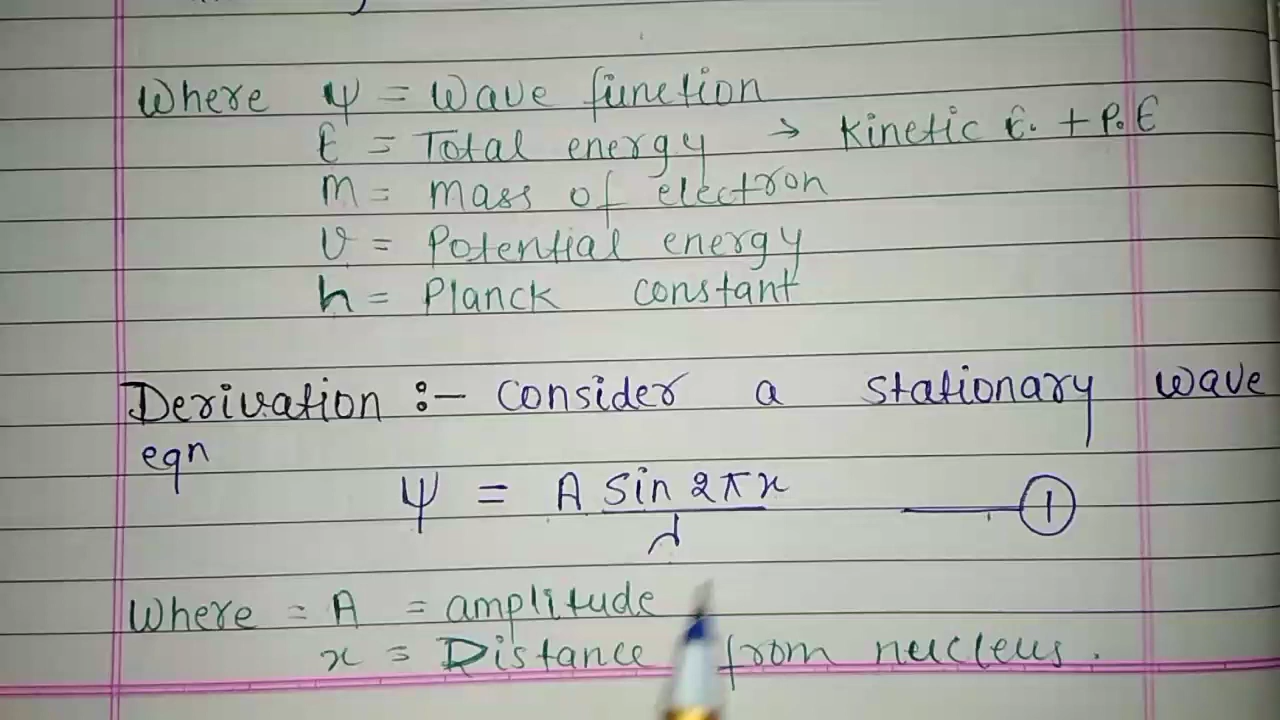 Where ψ = Wave function
E = Total energy → Kinetic E. + P.E
m = mass of electron
v = Potential energy
h = Planck constant
Derivation :- Consider a stationary wave
eqn
ψ = A sin 2πx / λ —— ①
Where = A = amplitude
x = Distance from nucleus.